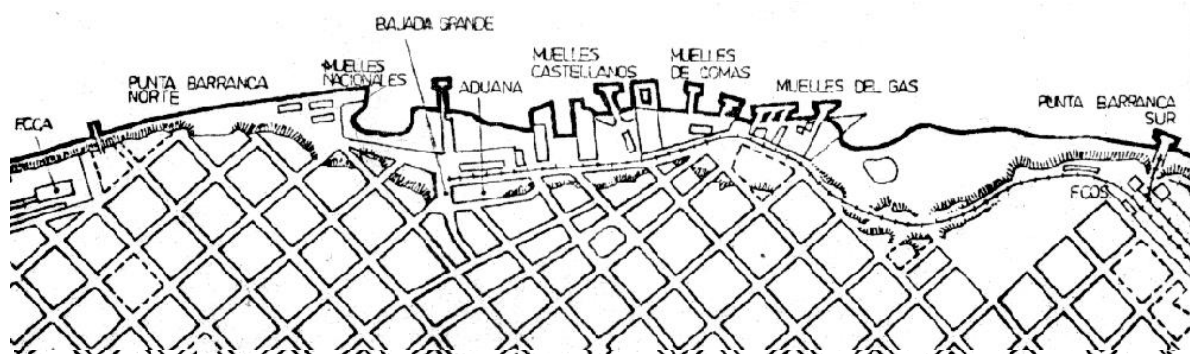 BAJADA GRANDE
MUELLES
NACIONALES
MUELLES
CASTELLANOS
MUELLES
DE COMAS
PUNTA BARRANCA
NORTE
ADUANA
MUELLES DEL GAS
PUNTA BARRANCA
SUR
FCCA
FCOS